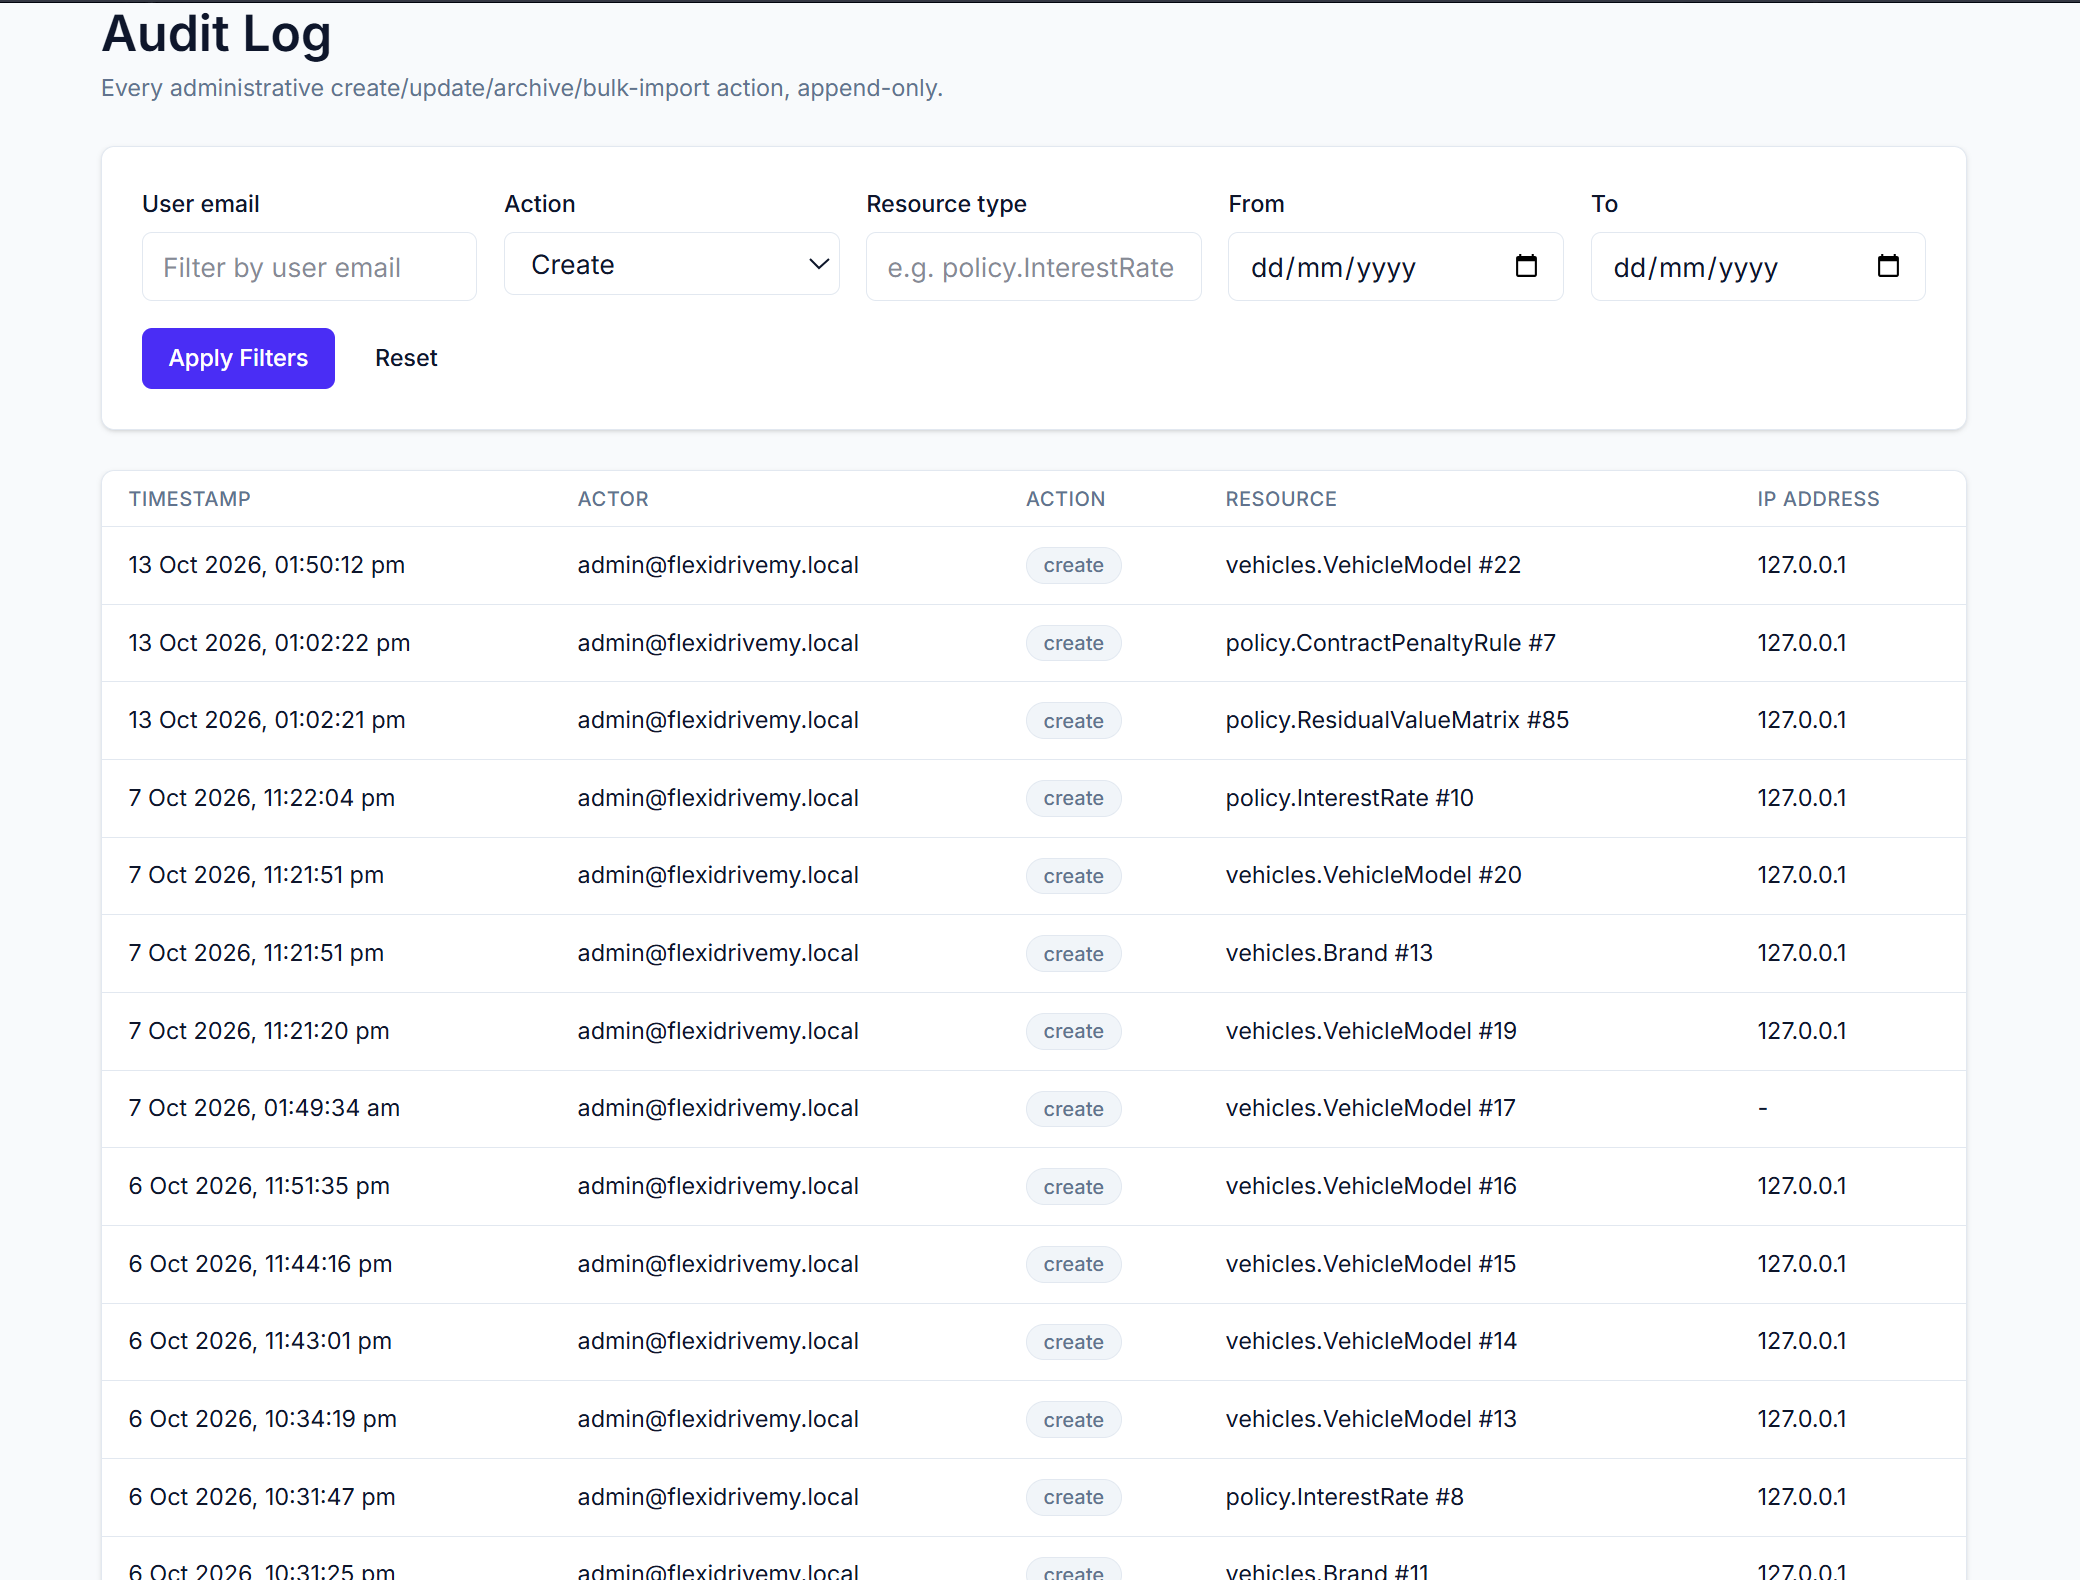 Audit Log
Every administrative create/update/archive/bulk-import action, append-only.
User email Action Resource type From To
Filter by user email Create e.g. policy.InterestRate dd/mm/yyyy dd/mm/yyyy
Apply Filters Reset
TIMESTAMP ACTOR ACTION RESOURCE IP ADDRESS
13 Oct 2026, 01:50:12 pm admin@flexidrivemy.local create vehicles.VehicleModel #22 127.0.0.1
13 Oct 2026, 01:02:22 pm admin@flexidrivemy.local create policy.ContractPenaltyRule #7 127.0.0.1
13 Oct 2026, 01:02:21 pm admin@flexidrivemy.local create policy.ResidualValueMatrix #85 127.0.0.1
7 Oct 2026, 11:22:04 pm admin@flexidrivemy.local create policy.InterestRate #10 127.0.0.1
7 Oct 2026, 11:21:51 pm admin@flexidrivemy.local create vehicles.VehicleModel #20 127.0.0.1
7 Oct 2026, 11:21:51 pm admin@flexidrivemy.local create vehicles.Brand #13 127.0.0.1
7 Oct 2026, 11:21:20 pm admin@flexidrivemy.local create vehicles.VehicleModel #19 127.0.0.1
7 Oct 2026, 01:49:34 am admin@flexidrivemy.local create vehicles.VehicleModel #17 -
6 Oct 2026, 11:51:35 pm admin@flexidrivemy.local create vehicles.VehicleModel #16 127.0.0.1
6 Oct 2026, 11:44:16 pm admin@flexidrivemy.local create vehicles.VehicleModel #15 127.0.0.1
6 Oct 2026, 11:43:01 pm admin@flexidrivemy.local create vehicles.VehicleModel #14 127.0.0.1
6 Oct 2026, 10:34:19 pm admin@flexidrivemy.local create vehicles.VehicleModel #13 127.0.0.1
6 Oct 2026, 10:31:47 pm admin@flexidrivemy.local create policy.InterestRate #8 127.0.0.1
6 Oct 2026, 10:31:25 pm admin@flexidrivemy.local create vehicles.Brand #11 127.0.0.1